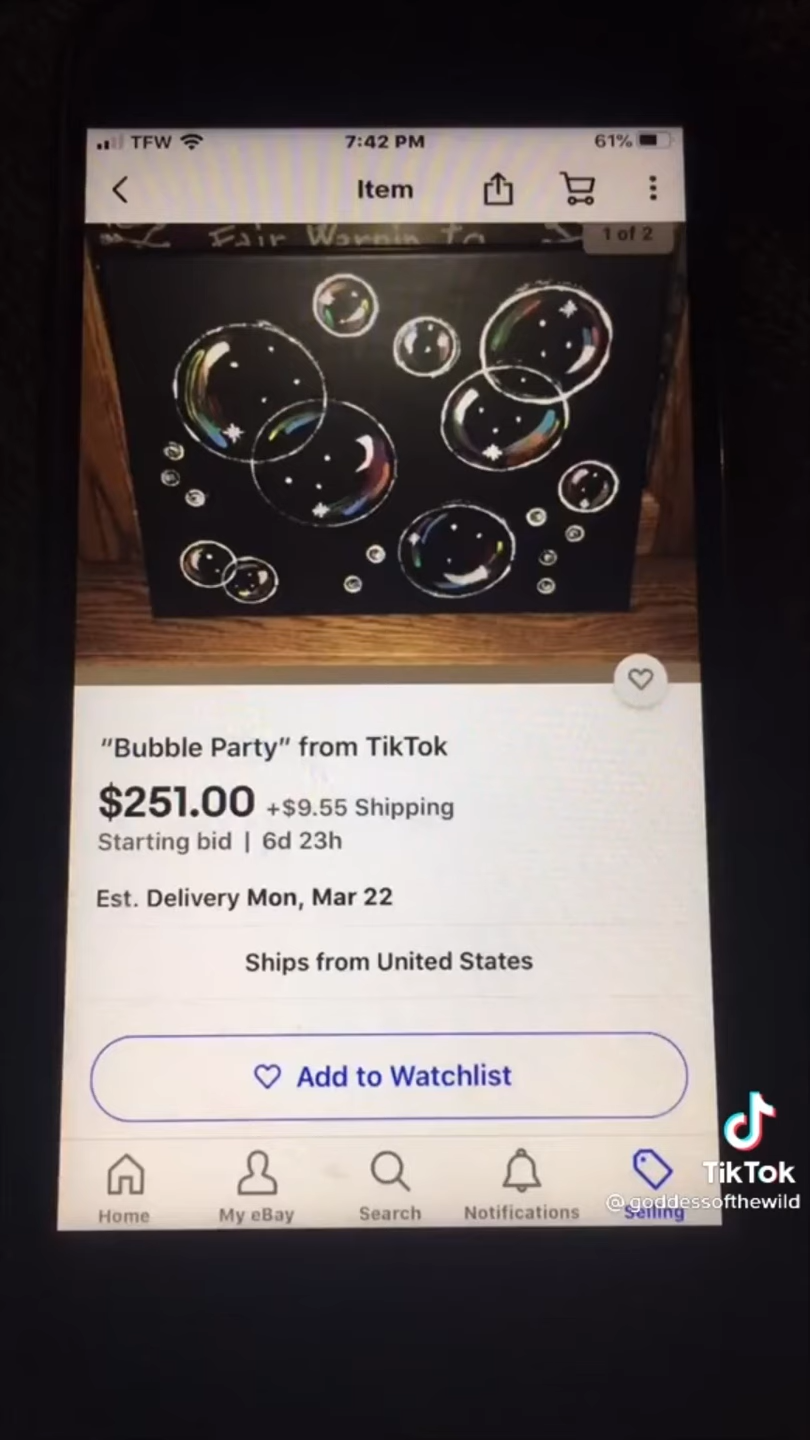 TFW 7:42 PM 61%
Item
Fair Warnin to
1 of 2
“Bubble Party” from TikTok
$251.00 +$9.55 Shipping
Starting bid | 6d 23h
Est. Delivery Mon, Mar 22
Ships from United States
Add to Watchlist
Home My eBay Search Notifications Selling
TikTok
@goddessofthewild